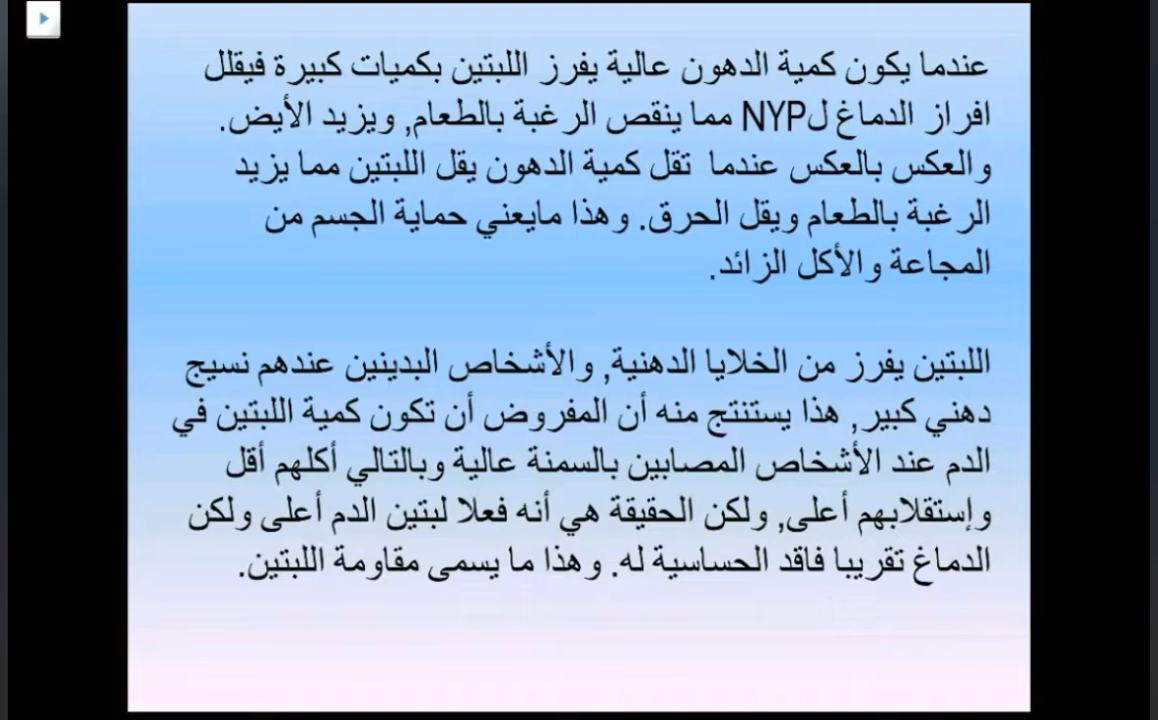 عندما يكون كمية الدهون عالية يفرز اللبتين بكميات كبيرة فيقلل
افراز الدماغ لNYP مما ينقص الرغبة بالطعام, ويزيد الأيض.
والعكس بالعكس عندما تقل كمية الدهون يقل اللبتين مما يزيد
الرغبة بالطعام ويقل الحرق. وهذا مايعني حماية الجسم من
المجاعة والأكل الزائد.
اللبتين يفرز من الخلايا الدهنية, والأشخاص البدينين عندهم نسيج
دهني كبير, هذا يستنتج منه أن المفروض أن تكون كمية اللبتين في
الدم عند الأشخاص المصابين بالسمنة عالية وبالتالي أكلهم أقل
وإستقلابهم أعلى, ولكن الحقيقة هي أنه فعلا لبتين الدم أعلى ولكن
الدماغ تقريبا فاقد الحساسية له. وهذا ما يسمى مقاومة اللبتين.